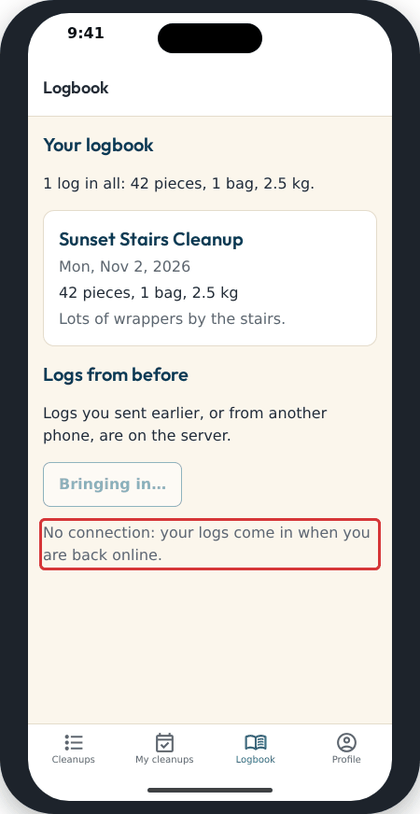 9:41
Logbook
Your logbook
1 log in all: 42 pieces, 1 bag, 2.5 kg.
Sunset Stairs Cleanup
Mon, Nov 2, 2026
42 pieces, 1 bag, 2.5 kg
Lots of wrappers by the stairs.
Logs from before
Logs you sent earlier, or from another
phone, are on the server.
Bringing in…
No connection: your logs come in when you
are back online.
Cleanups
My cleanups
Logbook
Profile